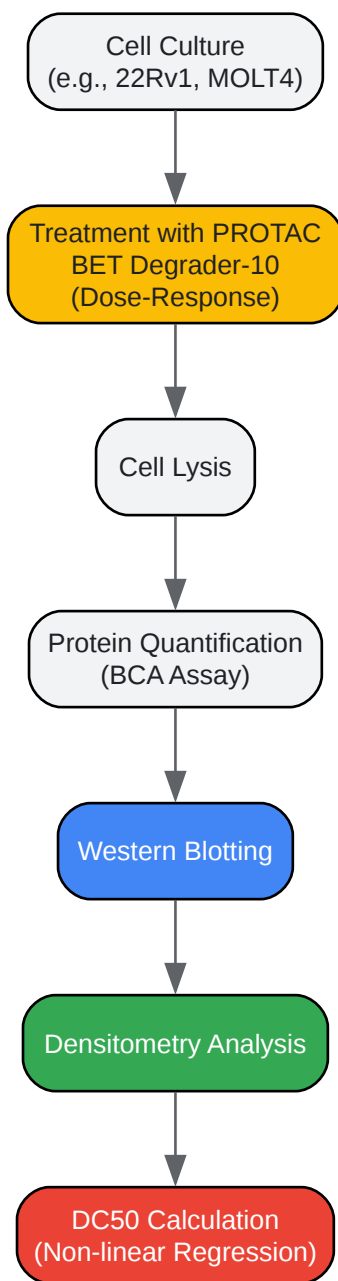 Cell Culture
(e.g., 22Rv1, MOLT4)
Treatment with PROTAC
BET Degrader-10
(Dose-Response)
Cell Lysis
Protein Quantification
(BCA Assay)
Western Blotting
Densitometry Analysis
DC50 Calculation
(Non-linear Regression)